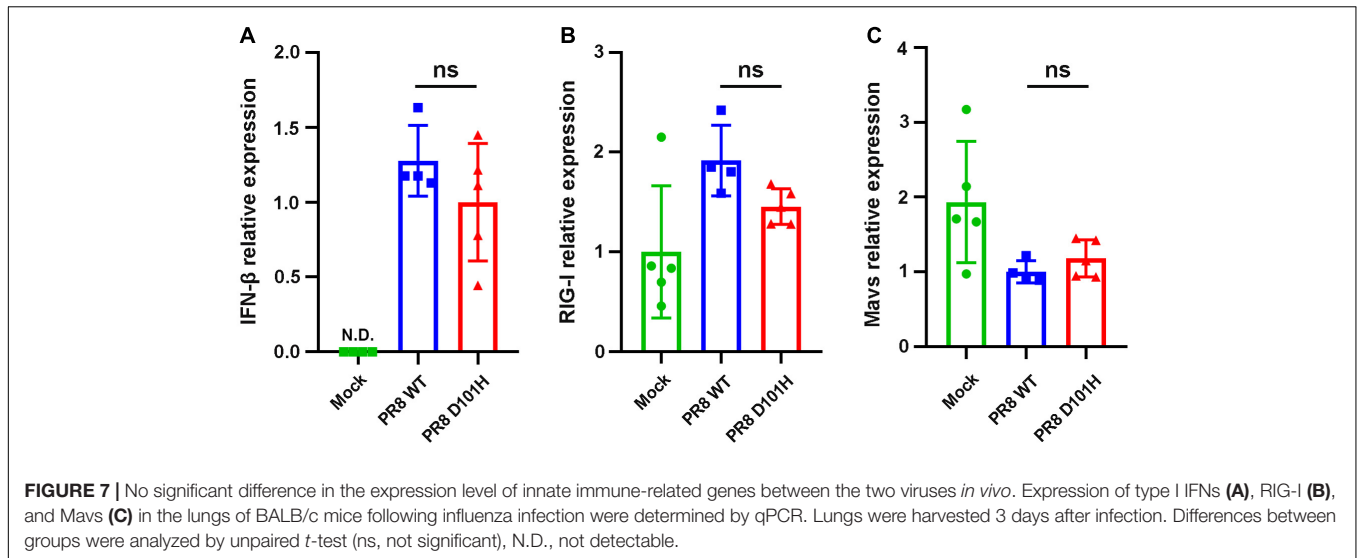 A
IFN-β relative expression
2.0
1.5
1.0
0.5
0.0
ns
N.D.
Mock
PR8 WT
PR8 D101H
B
RIG-I relative expression
3
2
1
0
ns
Mock
PR8 WT
PR8 D101H
C
Mavs relative expression
4
3
2
1
0
ns
Mock
PR8 WT
PR8 D101H
FIGURE 7 | No significant difference in the expression level of innate immune-related genes between the two viruses in vivo. Expression of type I IFNs (A), RIG-I (B),
and Mavs (C) in the lungs of BALB/c mice following influenza infection were determined by qPCR. Lungs were harvested 3 days after infection. Differences between
groups were analyzed by unpaired t-test (ns, not significant), N.D., not detectable.